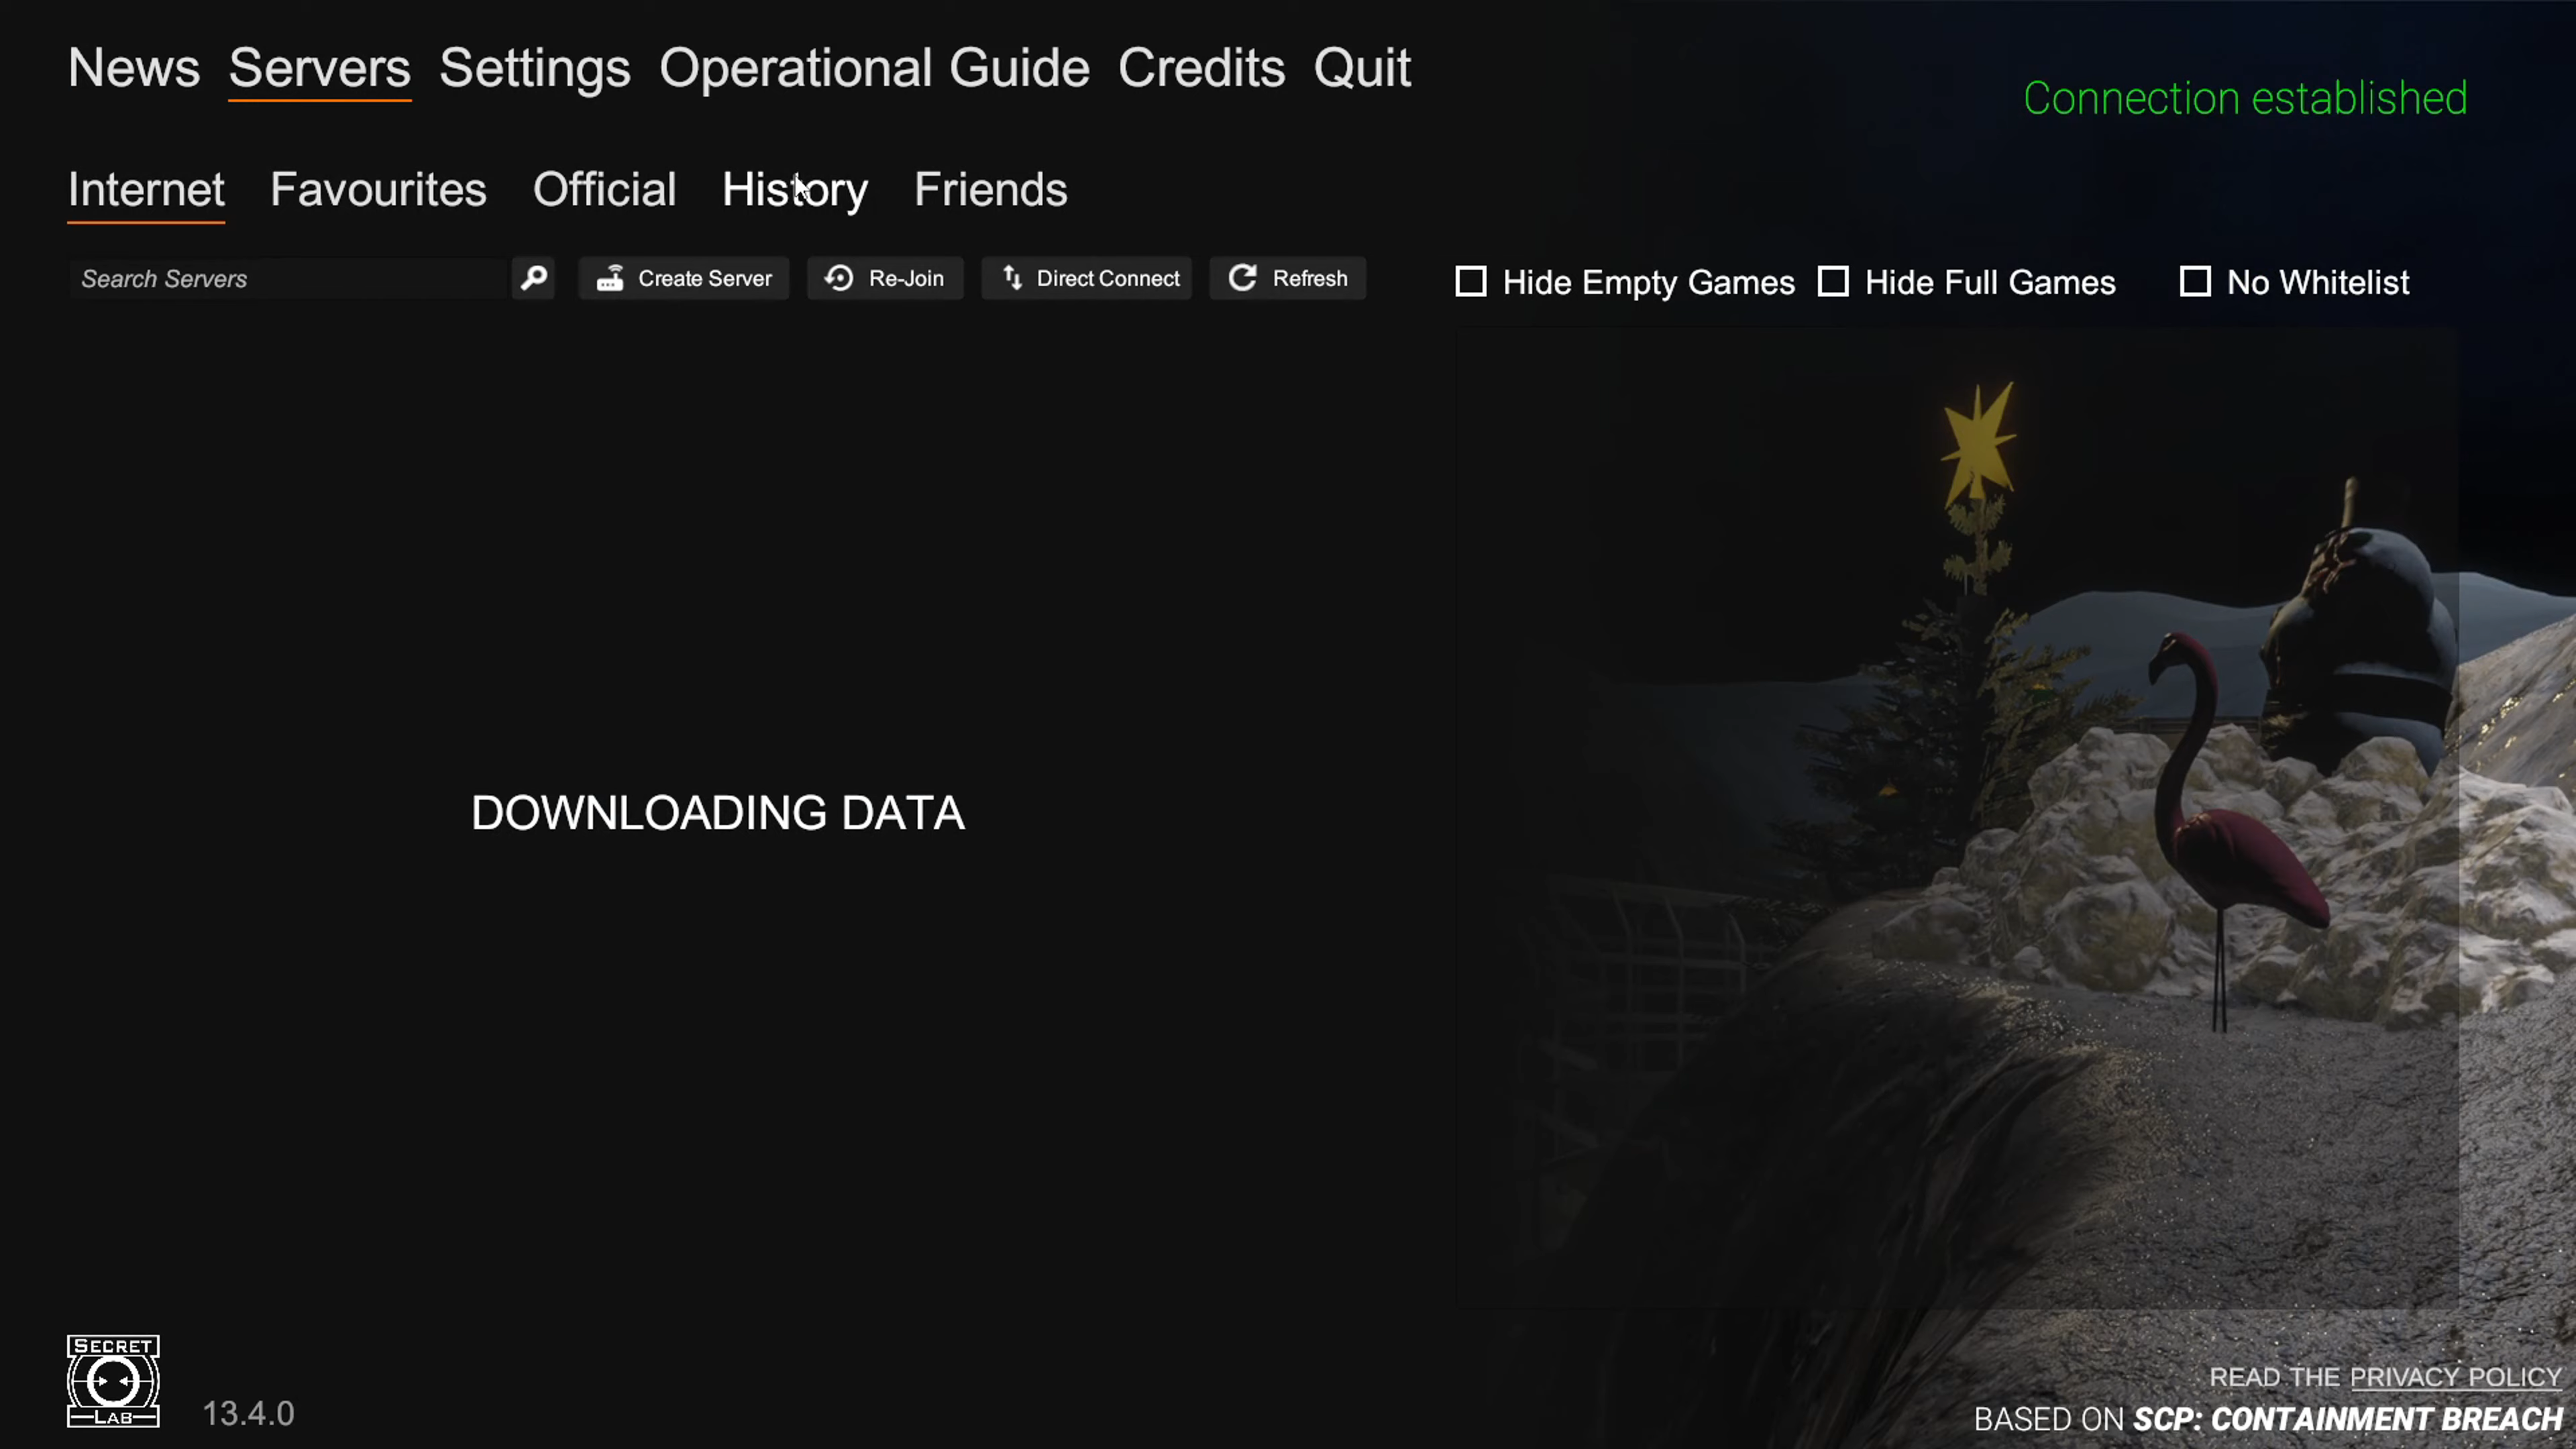 News Servers Settings Operational Guide Credits Quit
Connection established
Internet Favourites Official History Friends
Search Servers Create Server Re-Join Direct Connect Refresh Hide Empty Games Hide Full Games No Whitelist
DOWNLOADING DATA
SECRET
LAB
13.4.0
READ THE PRIVACY POLICY
BASED ON SCP: CONTAINMENT BREACH